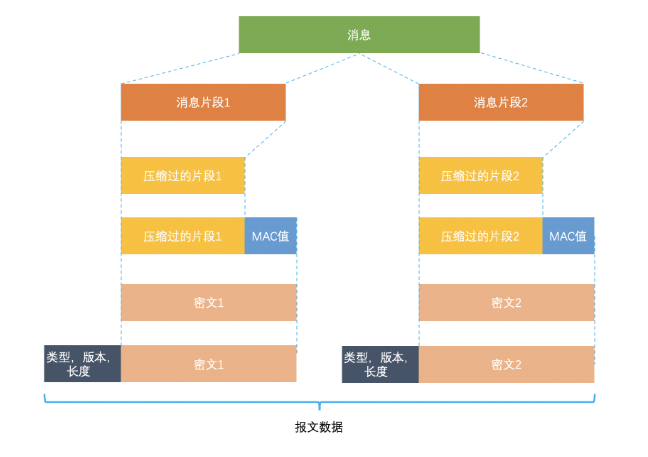 消息
消息片段1
消息片段2
压缩过的片段1
压缩过的片段2
压缩过的片段1
MAC值
压缩过的片段2
MAC值
密文1
密文2
类型，版本,
长度
密文1
类型，版本,
长度
密文2
报文数据